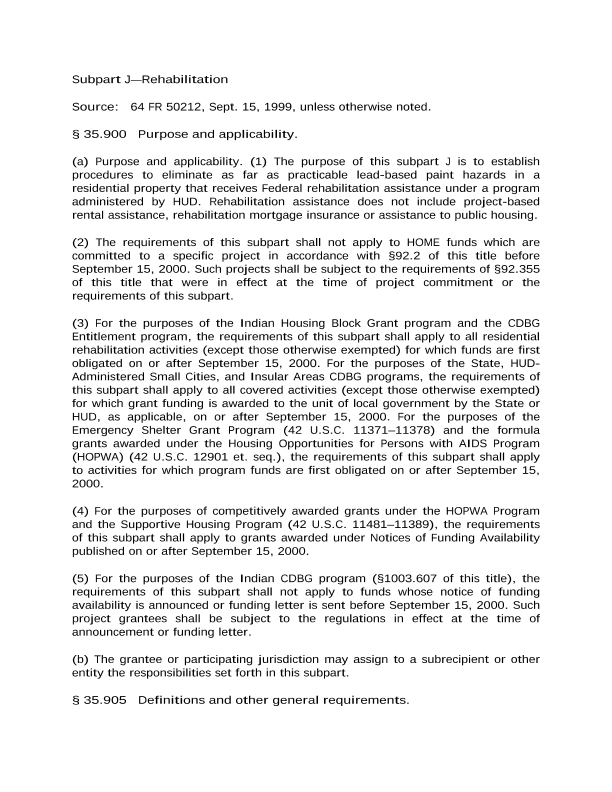 Subpart J—Rehabilitation
Source: 64 FR 50212, Sept. 15, 1999, unless otherwise noted.
§ 35.900 Purpose and applicability.
(a) Purpose and applicability. (1) The purpose of this subpart J is to establish
procedures to eliminate as far as practicable lead-based paint hazards in a
residential property that receives Federal rehabilitation assistance under a program
administered by HUD. Rehabilitation assistance does not include project-based
rental assistance, rehabilitation mortgage insurance or assistance to public housing.
(2) The requirements of this subpart shall not apply to HOME funds which are
committed to a specific project in accordance with §92.2 of this title before
September 15, 2000. Such projects shall be subject to the requirements of §92.355
of this title that were in effect at the time of project commitment or the
requirements of this subpart.
(3) For the purposes of the Indian Housing Block Grant program and the CDBG
Entitlement program, the requirements of this subpart shall apply to all residential
rehabilitation activities (except those otherwise exempted) for which funds are first
obligated on or after September 15, 2000. For the purposes of the State, HUD-
Administered Small Cities, and Insular Areas CDBG programs, the requirements of
this subpart shall apply to all covered activities (except those otherwise exempted)
for which grant funding is awarded to the unit of local government by the State or
HUD, as applicable, on or after September 15, 2000. For the purposes of the
Emergency Shelter Grant Program (42 U.S.C. 11371–11378) and the formula
grants awarded under the Housing Opportunities for Persons with AIDS Program
(HOPWA) (42 U.S.C. 12901 et. seq.), the requirements of this subpart shall apply
to activities for which program funds are first obligated on or after September 15,
2000.
(4) For the purposes of competitively awarded grants under the HOPWA Program
and the Supportive Housing Program (42 U.S.C. 11481–11389), the requirements
of this subpart shall apply to grants awarded under Notices of Funding Availability
published on or after September 15, 2000.
(5) For the purposes of the Indian CDBG program (§1003.607 of this title), the
requirements of this subpart shall not apply to funds whose notice of funding
availability is announced or funding letter is sent before September 15, 2000. Such
project grantees shall be subject to the regulations in effect at the time of
announcement or funding letter.
(b) The grantee or participating jurisdiction may assign to a subrecipient or other
entity the responsibilities set forth in this subpart.
§ 35.905 Definitions and other general requirements.